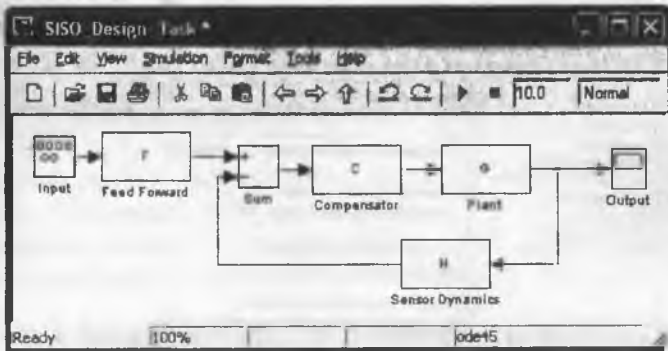 SISO Design Task *
File Edit View Simulation Format Tools Help
10.0 Normal
F
C
G
Input
Feed Forward
Sum
Compensator
Plant
Output
H
Sensor Dynamics
Ready 100% ode45